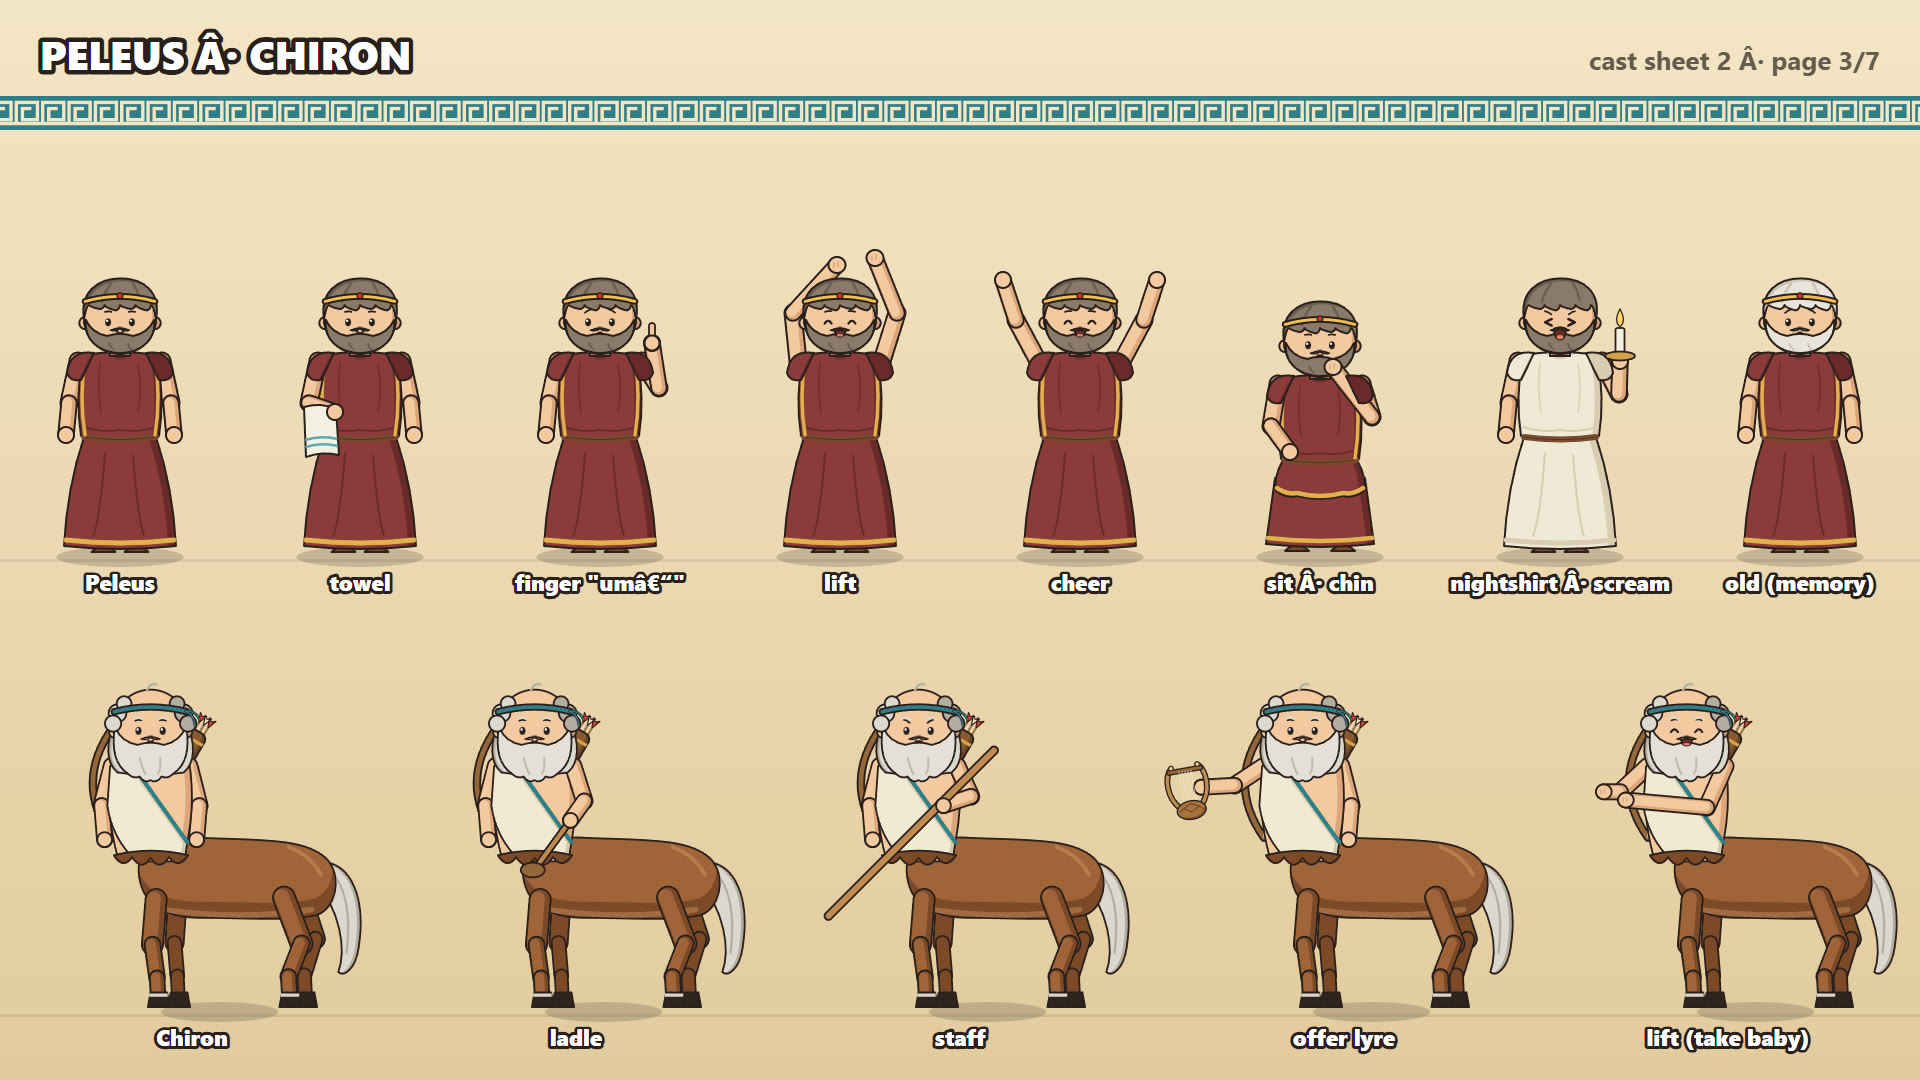 PELEUS Â· CHIRON
cast sheet 2 Â· page 3/7
Peleus
towel
finger "umâ€“"
lift
cheer
sit Â· chin
nightshirt Â· scream
old (memory)
Chiron
ladle
staff
offer lyre
lift (take baby)